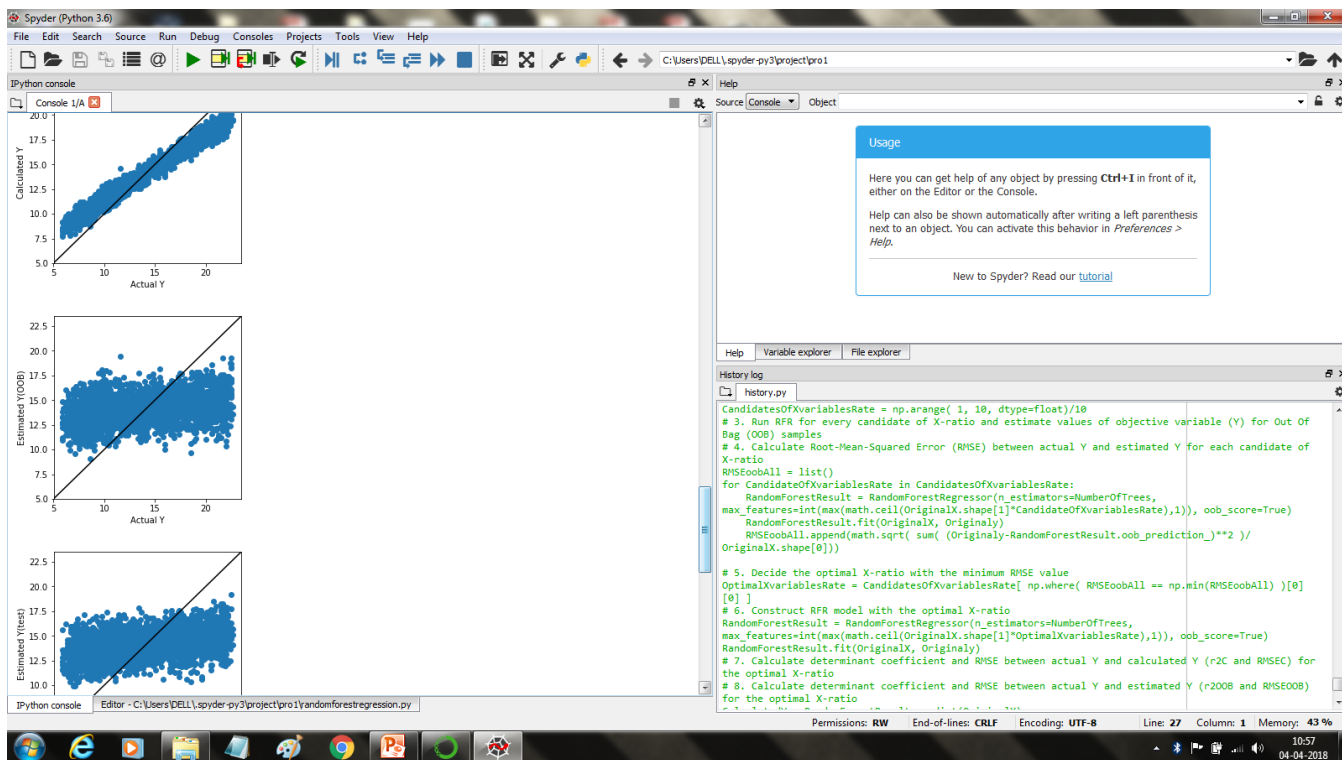 Spyder (Python 3.6)
File Edit Search Source Run Debug Consoles Projects Tools View Help
C:\Users\DELL\.spyder-py3\project\pro1
IPython console
Console 1/A
20.0
17.5
15.0
12.5
10.0
7.5
5.0
Calculated Y
5 10 15 20
Actual Y
22.5
20.0
17.5
15.0
12.5
10.0
7.5
5.0
Estimated Y(OOB)
5 10 15 20
Actual Y
22.5
20.0
17.5
15.0
12.5
10.0
Estimated Y(test)
IPython console Editor - C:\Users\DELL\.spyder-py3\project\pro1\randomforestregression.py
Help
Source Console Object
Usage
Here you can get help of any object by pressing Ctrl+I in front of it,
either on the Editor or the Console.
Help can also be shown automatically after writing a left parenthesis
next to an object. You can activate this behavior in Preferences >
Help.
New to Spyder? Read our tutorial
Help Variable explorer File explorer
History log
history.py
CandidatesOfXvariablesRate = np.arange( 1, 10, dtype=float)/10
# 3. Run RFR for every candidate of X-ratio and estimate values of objective variable (Y) for Out Of
Bag (OOB) samples
# 4. Calculate Root-Mean-Squared Error (RMSE) between actual Y and estimated Y for each candidate of
X-ratio
RMSEoobAll = list()
for CandidateOfXvariablesRate in CandidatesOfXvariablesRate:
RandomForestResult = RandomForestRegressor(n_estimators=NumberOfTrees,
max_features=int(max(math.ceil(OriginalX.shape[1]*CandidateOfXvariablesRate),1)), oob_score=True)
RandomForestResult.fit(OriginalX, Originaly)
RMSEoobAll.append(math.sqrt( sum( (Originaly-RandomForestResult.oob_prediction_)**2 )/
OriginalX.shape[0]))
# 5. Decide the optimal X-ratio with the minimum RMSE value
OptimalXvariablesRate = CandidatesOfXvariablesRate[ np.where( RMSEoobAll == np.min(RMSEoobAll) )[0]
[0] ]
# 6. Construct RFR model with the optimal X-ratio
RandomForestResult = RandomForestRegressor(n_estimators=NumberOfTrees,
max_features=int(max(math.ceil(OriginalX.shape[1]*OptimalXvariablesRate),1)), oob_score=True)
RandomForestResult.fit(OriginalX, Originaly)
# 7. Calculate determinant coefficient and RMSE between actual Y and calculated Y (r2C and RMSEC) for
the optimal X-ratio
# 8. Calculate determinant coefficient and RMSE between actual Y and estimated Y (r2OOB and RMSEOOB)
for the optimal X-ratio
Permissions: RW End-of-lines: CRLF Encoding: UTF-8 Line: 27 Column: 1 Memory: 43 %
10:57
04-04-2018